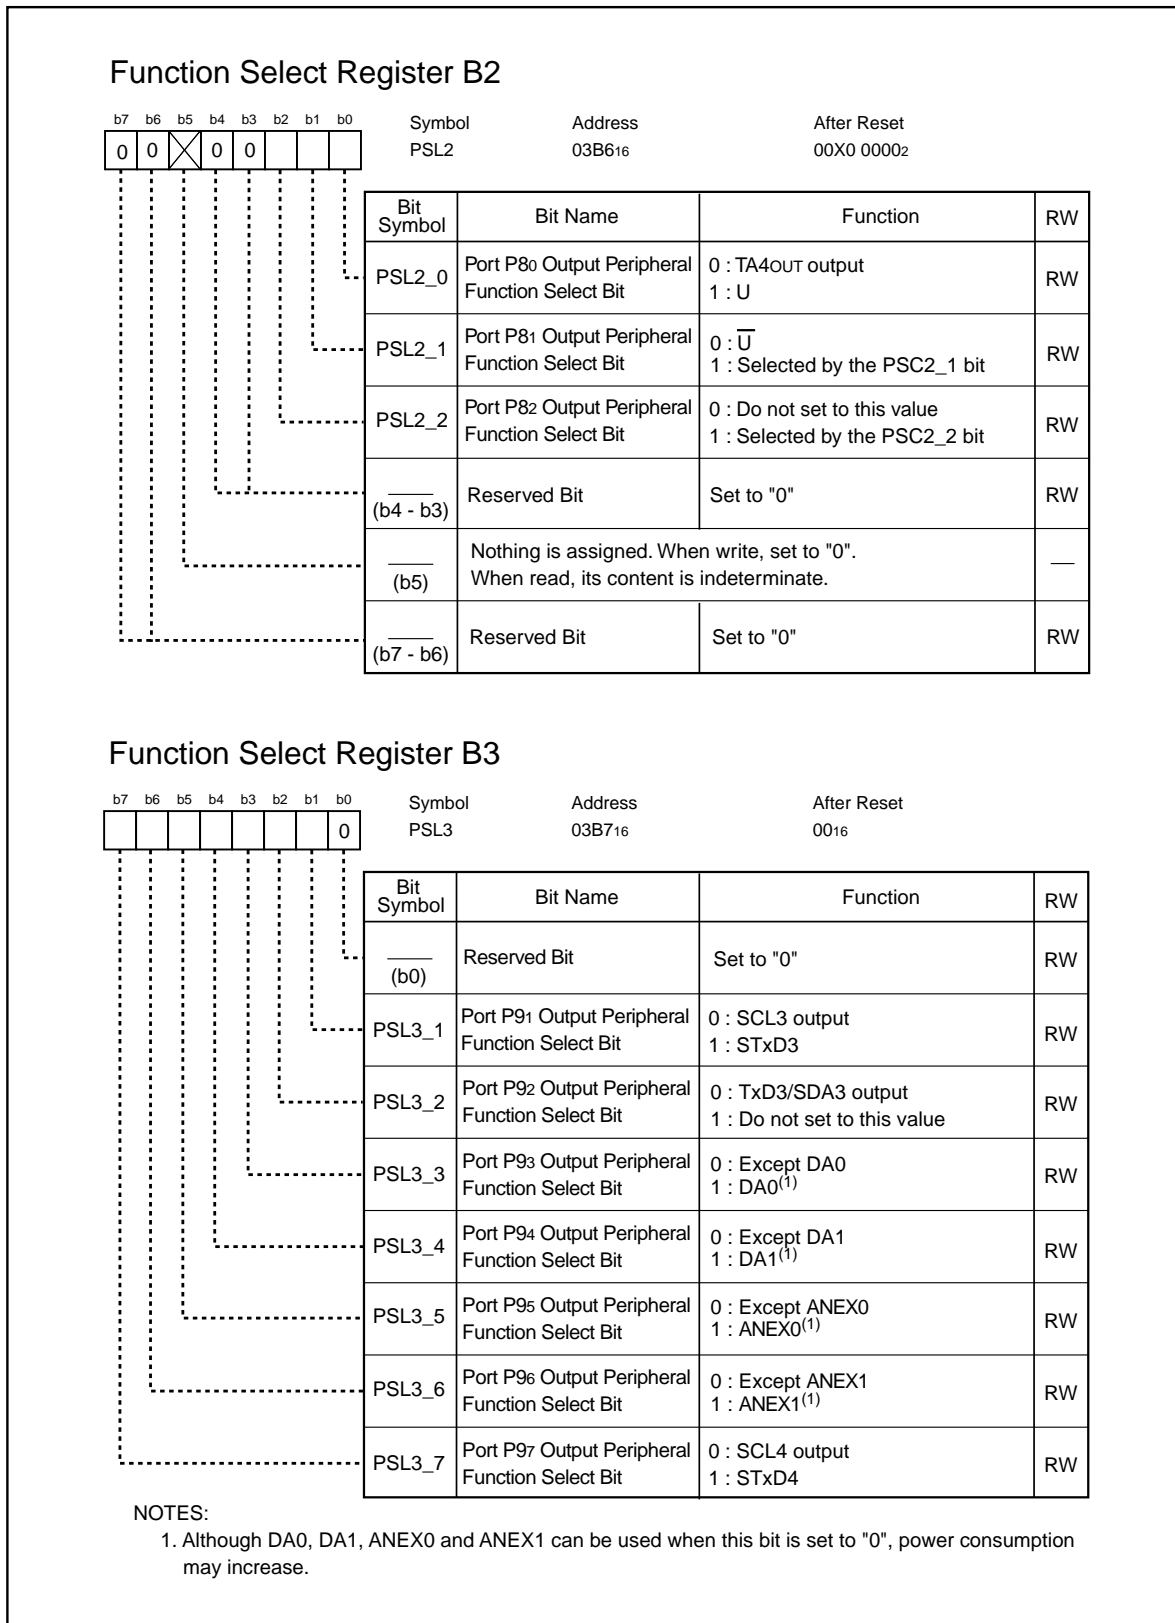 Function Select Register B2
b7 b6 b5 b4 b3 b2 b1 b0
Symbol Address After Reset
0 0 0 0
PSL2 03B616 00X0 00002
Bit Symbol Bit Name Function RW
PSL2_0 Port P80 Output Peripheral Function Select Bit 0 : TA4OUT output 1 : U RW
PSL2_1 Port P81 Output Peripheral Function Select Bit 0 : U̅ 1 : Selected by the PSC2_1 bit RW
PSL2_2 Port P82 Output Peripheral Function Select Bit 0 : Do not set to this value 1 : Selected by the PSC2_2 bit RW
(b4 - b3) Reserved Bit Set to "0" RW
(b5) Nothing is assigned. When write, set to "0". When read, its content is indeterminate. —
(b7 - b6) Reserved Bit Set to "0" RW
Function Select Register B3
b7 b6 b5 b4 b3 b2 b1 b0
Symbol Address After Reset
0
PSL3 03B716 0016
Bit Symbol Bit Name Function RW
(b0) Reserved Bit Set to "0" RW
PSL3_1 Port P91 Output Peripheral Function Select Bit 0 : SCL3 output 1 : STxD3 RW
PSL3_2 Port P92 Output Peripheral Function Select Bit 0 : TxD3/SDA3 output 1 : Do not set to this value RW
PSL3_3 Port P93 Output Peripheral Function Select Bit 0 : Except DA0 1 : DA0(1) RW
PSL3_4 Port P94 Output Peripheral Function Select Bit 0 : Except DA1 1 : DA1(1) RW
PSL3_5 Port P95 Output Peripheral Function Select Bit 0 : Except ANEX0 1 : ANEX0(1) RW
PSL3_6 Port P96 Output Peripheral Function Select Bit 0 : Except ANEX1 1 : ANEX1(1) RW
PSL3_7 Port P97 Output Peripheral Function Select Bit 0 : SCL4 output 1 : STxD4 RW
NOTES:
1. Although DA0, DA1, ANEX0 and ANEX1 can be used when this bit is set to "0", power consumption
may increase.